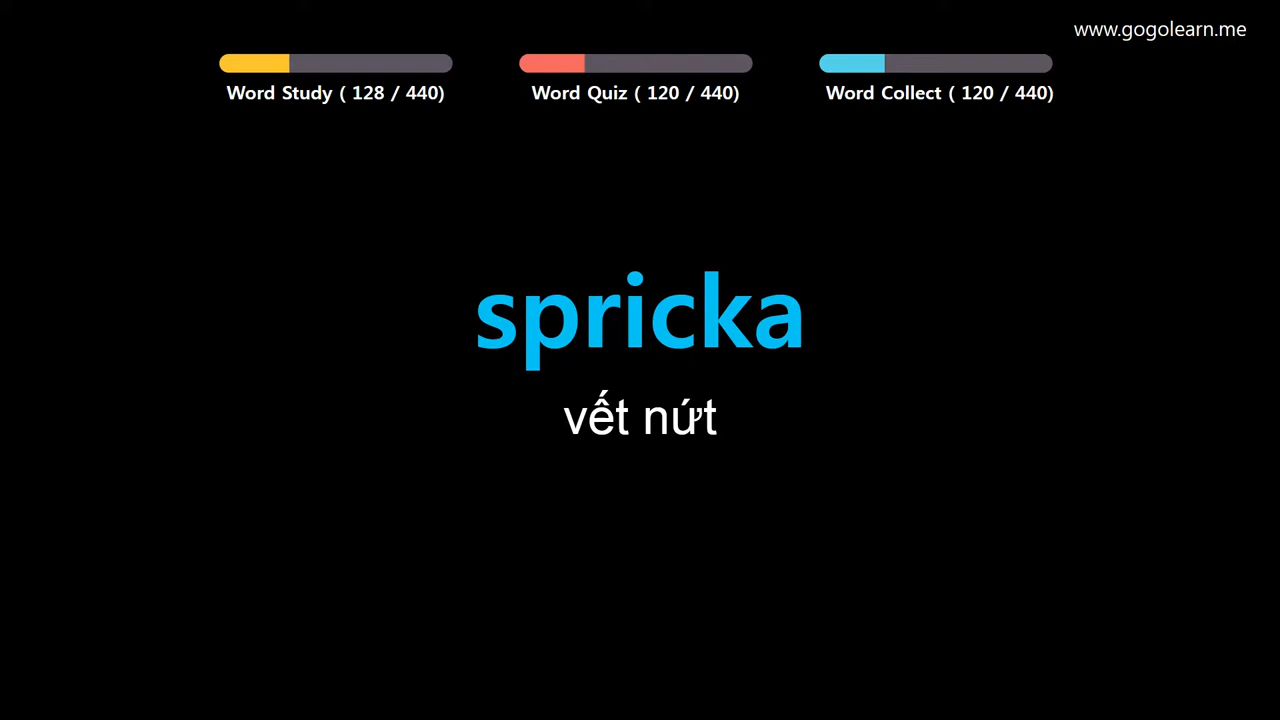 www.gogolearn.me
Word Study ( 128 / 440)
Word Quiz ( 120 / 440)
Word Collect ( 120 / 440)
spricka
vết nứt